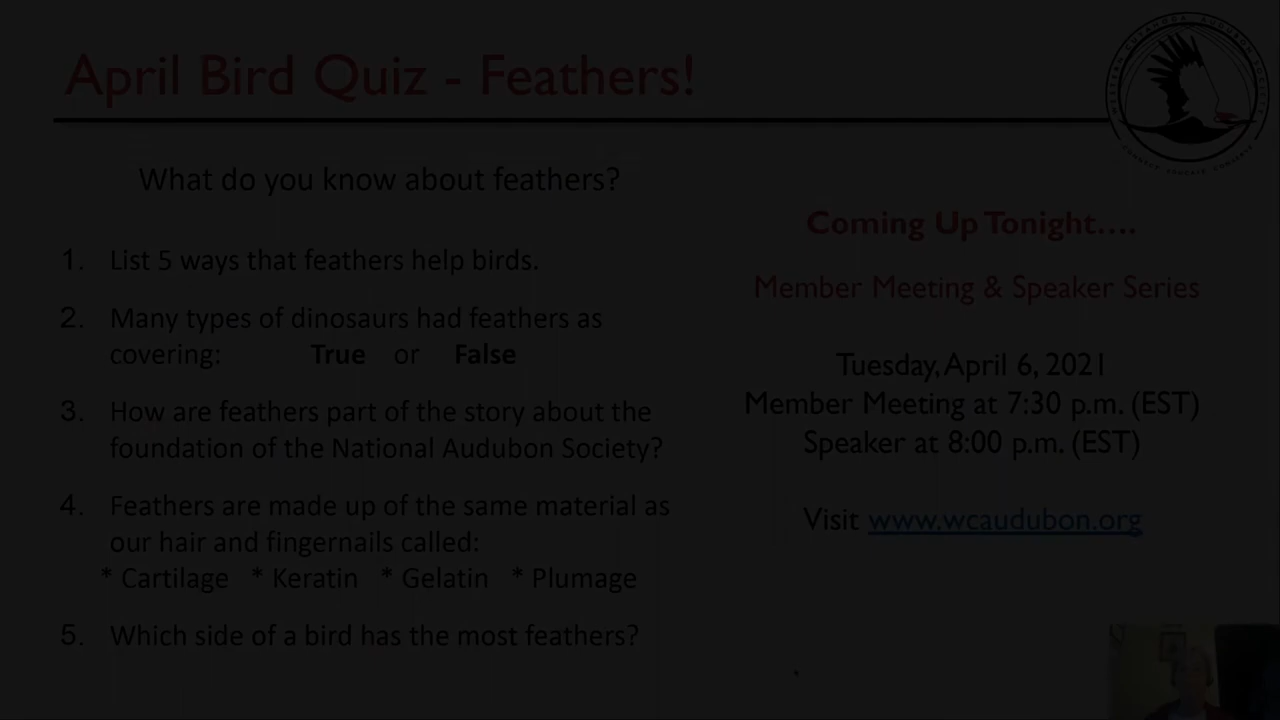 April Bird Quiz - Feathers!
WESTERN CUYAHOGA AUDUBON SOCIETY
What do you know about feathers?
1. List 5 ways that feathers help birds.
2. Many types of dinosaurs had feathers as
covering: True or False
3. How are feathers part of the story about the
foundation of the National Audubon Society?
4. Feathers are made up of the same material as
our hair and fingernails called:
* Cartilage * Keratin * Gelatin * Plumage
5. Which side of a bird has the most feathers?
Coming Up Tonight....
Member Meeting & Speaker Series
Tuesday, April 6, 2021
Member Meeting at 7:30 p.m. (EST)
Speaker at 8:00 p.m. (EST)
Visit www.wcaudubon.org